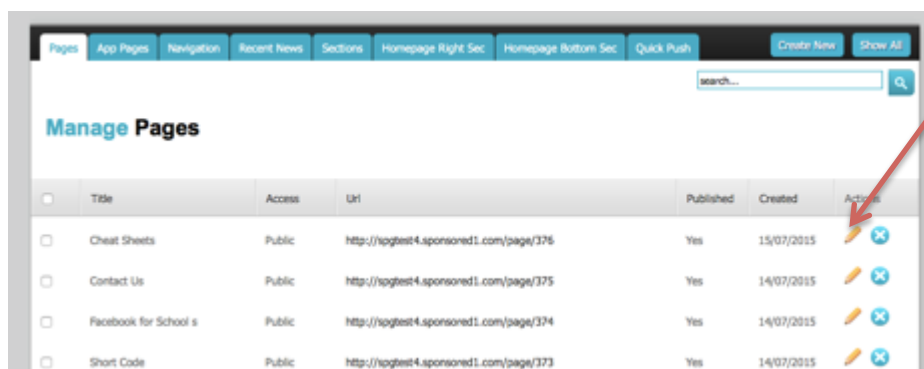 Pages App Pages Navigation Recent News Sections Homepage Right Sec Homepage Bottom Sec Quick Push Create New Show All
search...
Manage Pages
Title Access Url Published Created Actions
Cheat Sheets Public http://spgtest4.sponsored1.com/page/376 Yes 15/07/2015
Contact Us Public http://spgtest4.sponsored1.com/page/375 Yes 14/07/2015
Facebook for School s Public http://spgtest4.sponsored1.com/page/374 Yes 14/07/2015
Short Code Public http://spgtest4.sponsored1.com/page/373 Yes 14/07/2015